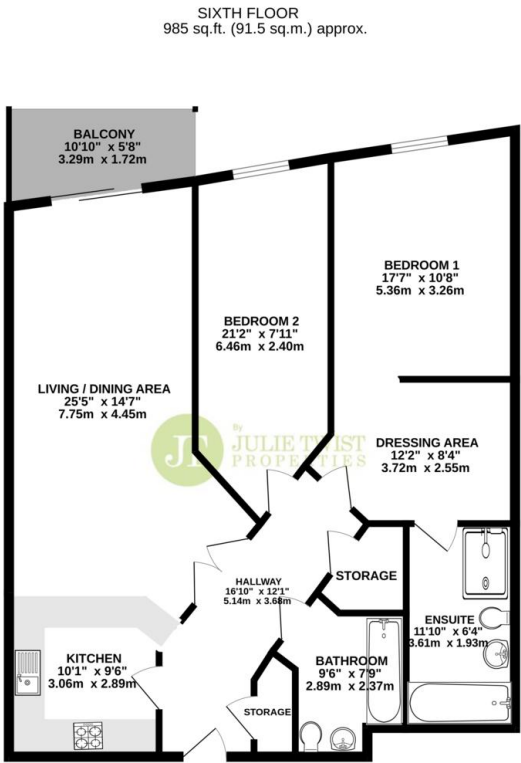 SIXTH FLOOR
985 sq.ft. (91.5 sq.m.) approx.
BALCONY
10'10" x 5'8"
3.29m x 1.72m
BEDROOM 1
17'7" x 10'8"
5.36m x 3.26m
BEDROOM 2
21'2" x 7'11"
6.46m x 2.40m
LIVING / DINING AREA
25'5" x 14'7"
7.75m x 4.45m
JT
By
JULIE TWIST
PROPERTIES
DRESSING AREA
12'2" x 8'4"
3.72m x 2.55m
HALLWAY
16'10" x 12'1"
5.14m x 3.68m
STORAGE
ENSUITE
11'10" x 6'4"
3.61m x 1.93m
KITCHEN
10'1" x 9'6"
3.06m x 2.89m
BATHROOM
9'6" x 7'9"
2.89m x 2.37m
STORAGE